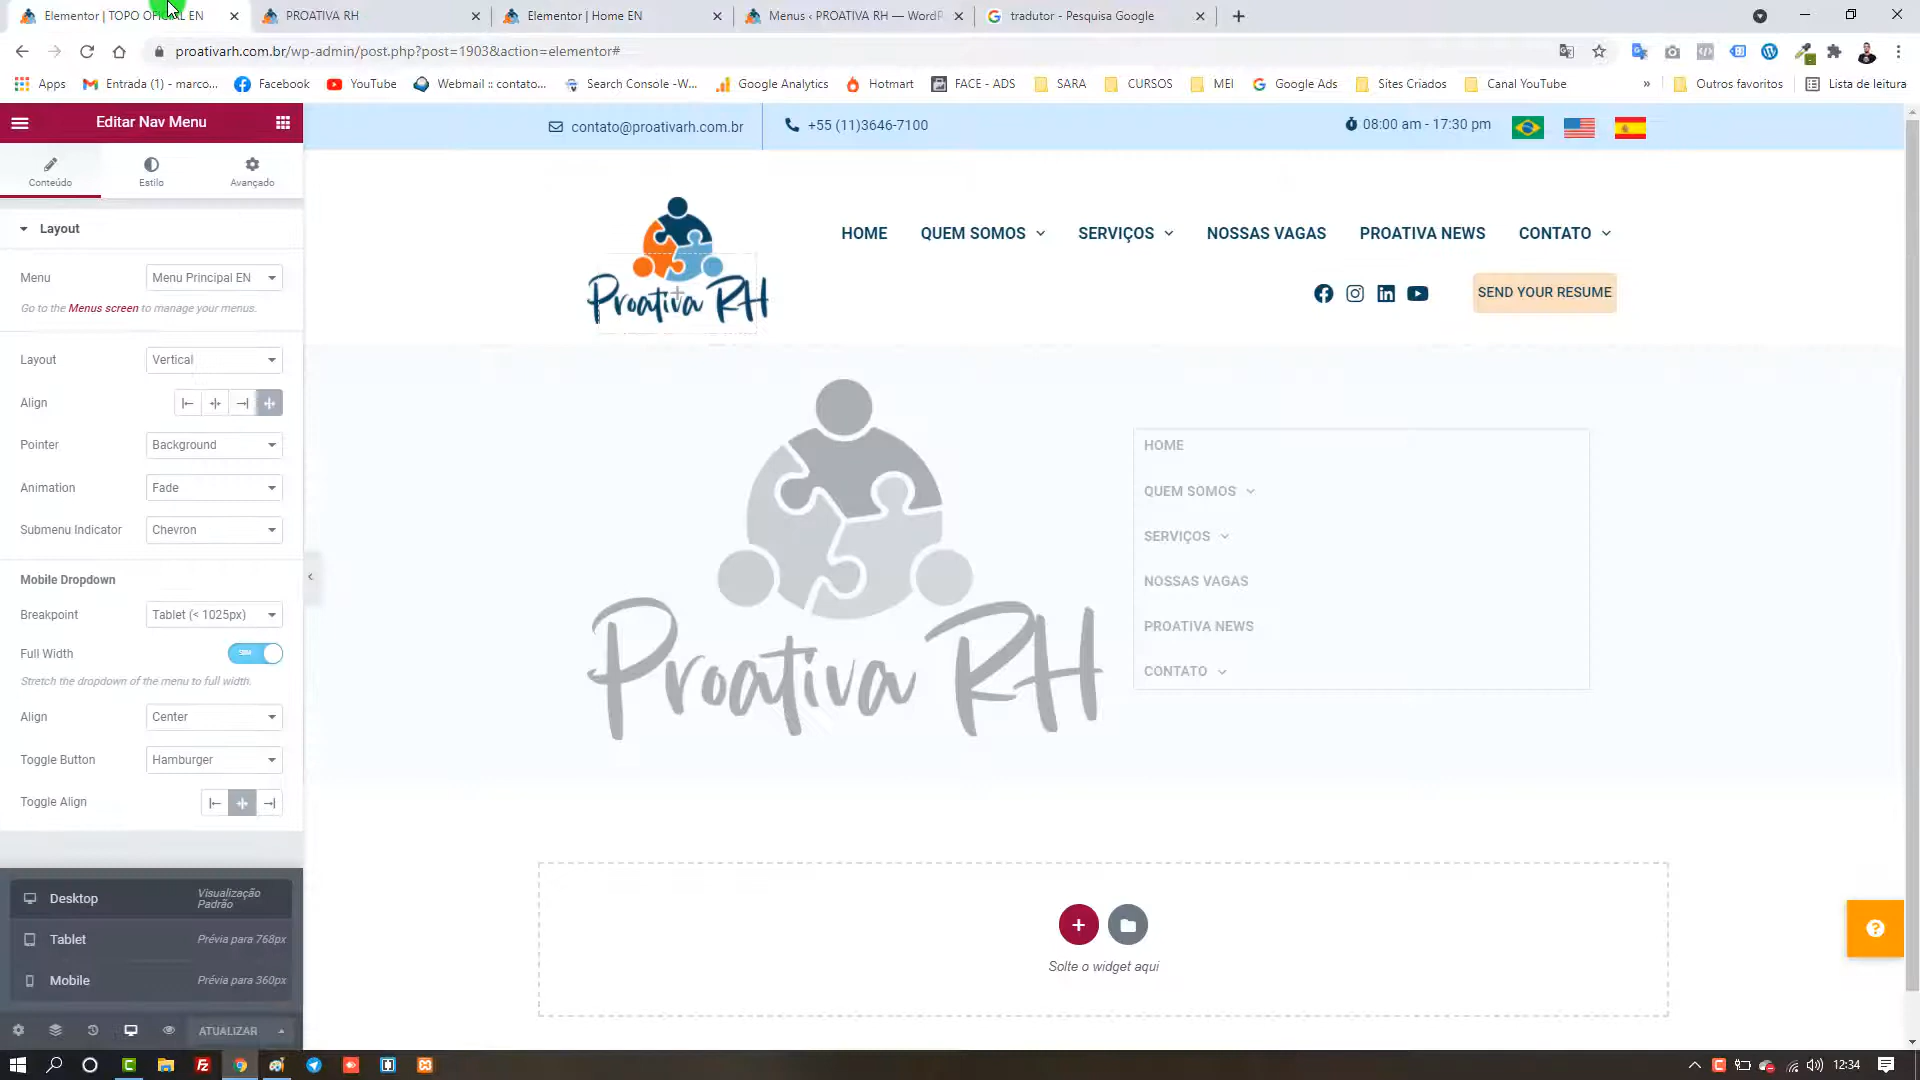 Elementor | TOPO OFICIAL EN
PROATIVA RH
Elementor | Home EN
Menus ‹ PROATIVA RH — WordP
tradutor - Pesquisa Google
proativarh.com.br/wp-admin/post.php?post=1903&action=elementor#
Apps
Entrada (1) - marco...
Facebook
YouTube
Webmail :: contato...
Search Console -W...
Google Analytics
Hotmart
FACE - ADS
SARA
CURSOS
MEI
Google Ads
Sites Criados
Canal YouTube
»
Outros favoritos
Lista de leitura
Editar Nav Menu
Conteúdo
Estilo
Avançado
Layout
Menu
Menu Principal EN
Go to the Menus screen to manage your menus.
Layout
Vertical
Align
Pointer
Background
Animation
Fade
Submenu Indicator
Chevron
Mobile Dropdown
Breakpoint
Tablet (< 1025px)
Full Width
SIM
Stretch the dropdown of the menu to full width.
Align
Center
Toggle Button
Hamburger
Toggle Align
Desktop
Visualização Padrão
Tablet
Prévia para 768px
Mobile
Prévia para 360px
ATUALIZAR
contato@proativarh.com.br
+55 (11)3646-7100
08:00 am - 17:30 pm
Proativa RH
HOME
QUEM SOMOS
SERVIÇOS
NOSSAS VAGAS
PROATIVA NEWS
CONTATO
SEND YOUR RESUME
Proativa RH
HOME
QUEM SOMOS
SERVIÇOS
NOSSAS VAGAS
PROATIVA NEWS
CONTATO
Solte o widget aqui
12:34